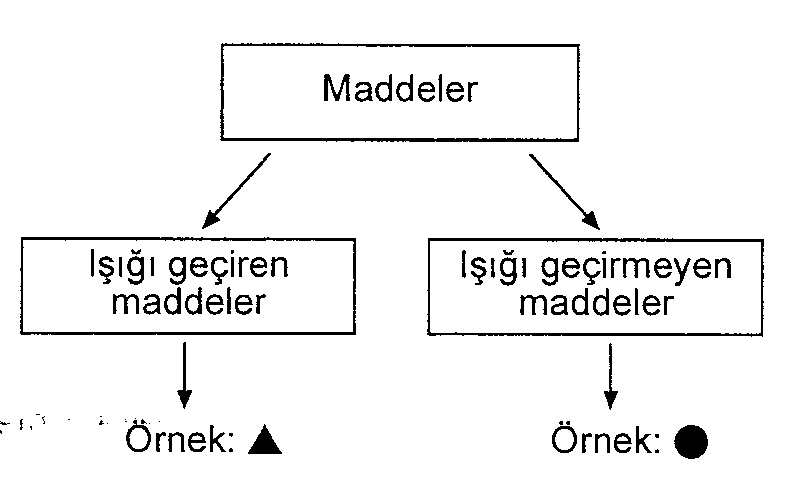 Maddeler
Işığı geçiren
maddeler
Işığı geçirmeyen
maddeler
Örnek: ▲
Örnek: ●